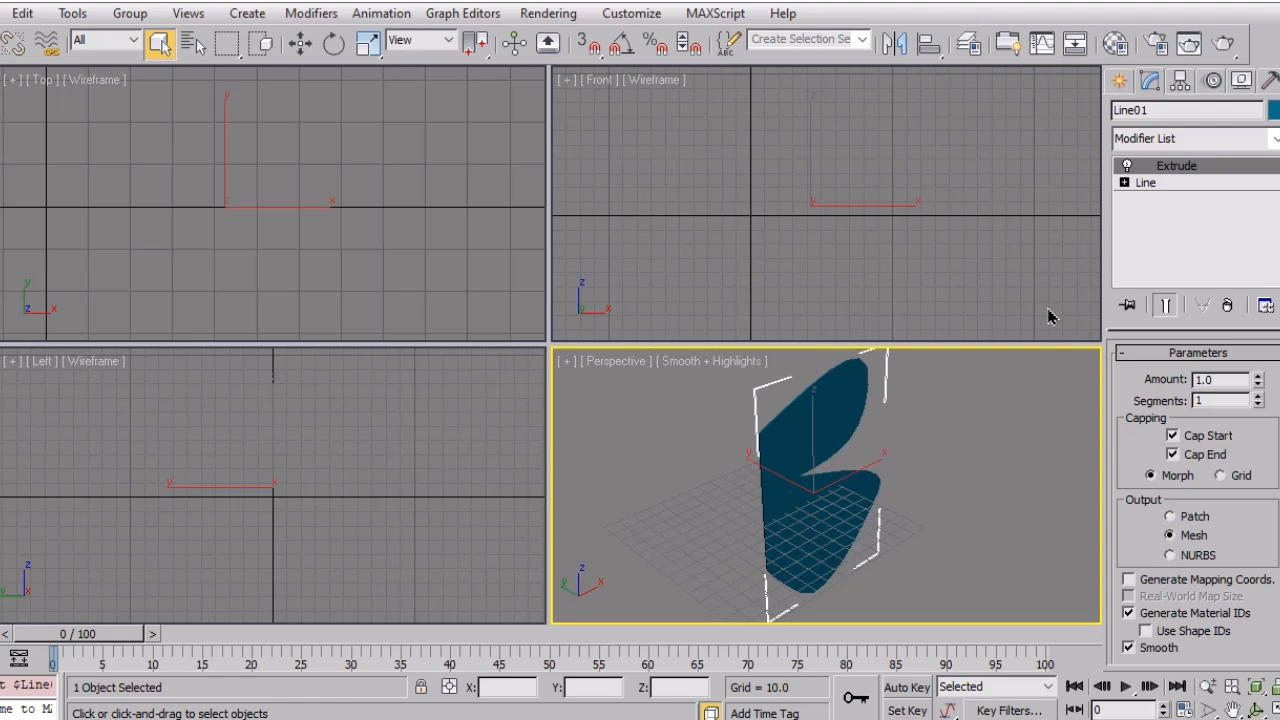 Edit Tools Group Views Create Modifiers Animation Graph Editors Rendering Customize MAXScript Help
All View 3 ABC Create Selection Se
[ + ] [ Top ] [ Wireframe ]
[ + ] [ Front ] [ Wireframe ]
Line01
Modifier List
Extrude
Line
y
x
z
y
x
y
z x
z
y x
[ + ] [ Left ] [ Wireframe ]
[ + ] [ Perspective ] [ Smooth + Highlights ]
y x
z
y x
z
y x
z
y x
Parameters
Amount: 1.0
Segments: 1
Capping
Cap Start
Cap End
Morph Grid
Output
Patch
Mesh
NURBS
Generate Mapping Coords.
Real-World Map Size
Generate Material IDs
Use Shape IDs
Smooth
< 0 / 100 >
0 5 10 15 20 25 30 35 40 45 50 55 60 65 70 75 80 85 90 95 100
t $Line
1 Object Selected X: Y: Z: Grid = 10.0 Auto Key Selected
me to M
Click or click-and-drag to select objects Add Time Tag Set Key Key Filters... 0